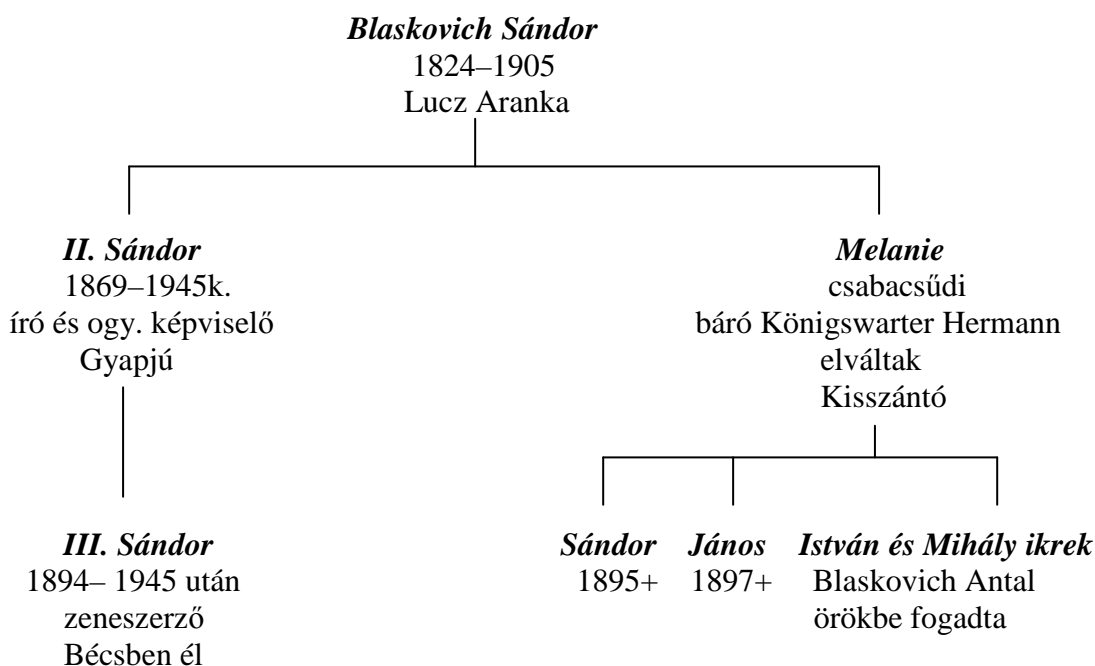 Blaskovich Sándor
1824–1905
Lucz Aranka
II. Sándor
1869–1945k.
író és ogy. képviselő
Gyapjú
Melanie
csabacsűdi
báró Königswarter Hermann
elváltak
Kisszántó
III. Sándor
1894– 1945 után
zeneszerző
Bécsben él
Sándor
1895+
János
1897+
István és Mihály ikrek
Blaskovich Antal
örökbe fogadta